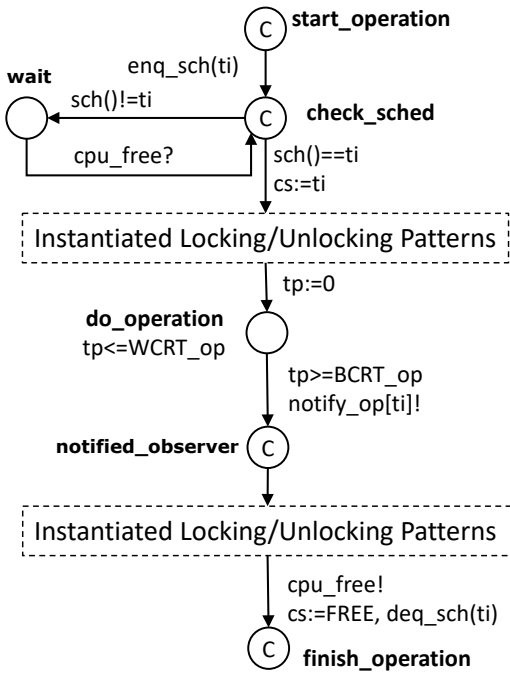 C
start_operation
enq_sch(ti)
wait
sch()!=ti
C
check_sched
cpu_free?
sch()==ti
cs:=ti
Instantiated Locking/Unlocking Patterns
tp:=0
do_operation
tp<=WCRT_op
tp>=BCRT_op
notify_op[ti]!
notified_observer
C
Instantiated Locking/Unlocking Patterns
cpu_free!
cs:=FREE, deq_sch(ti)
C
finish_operation